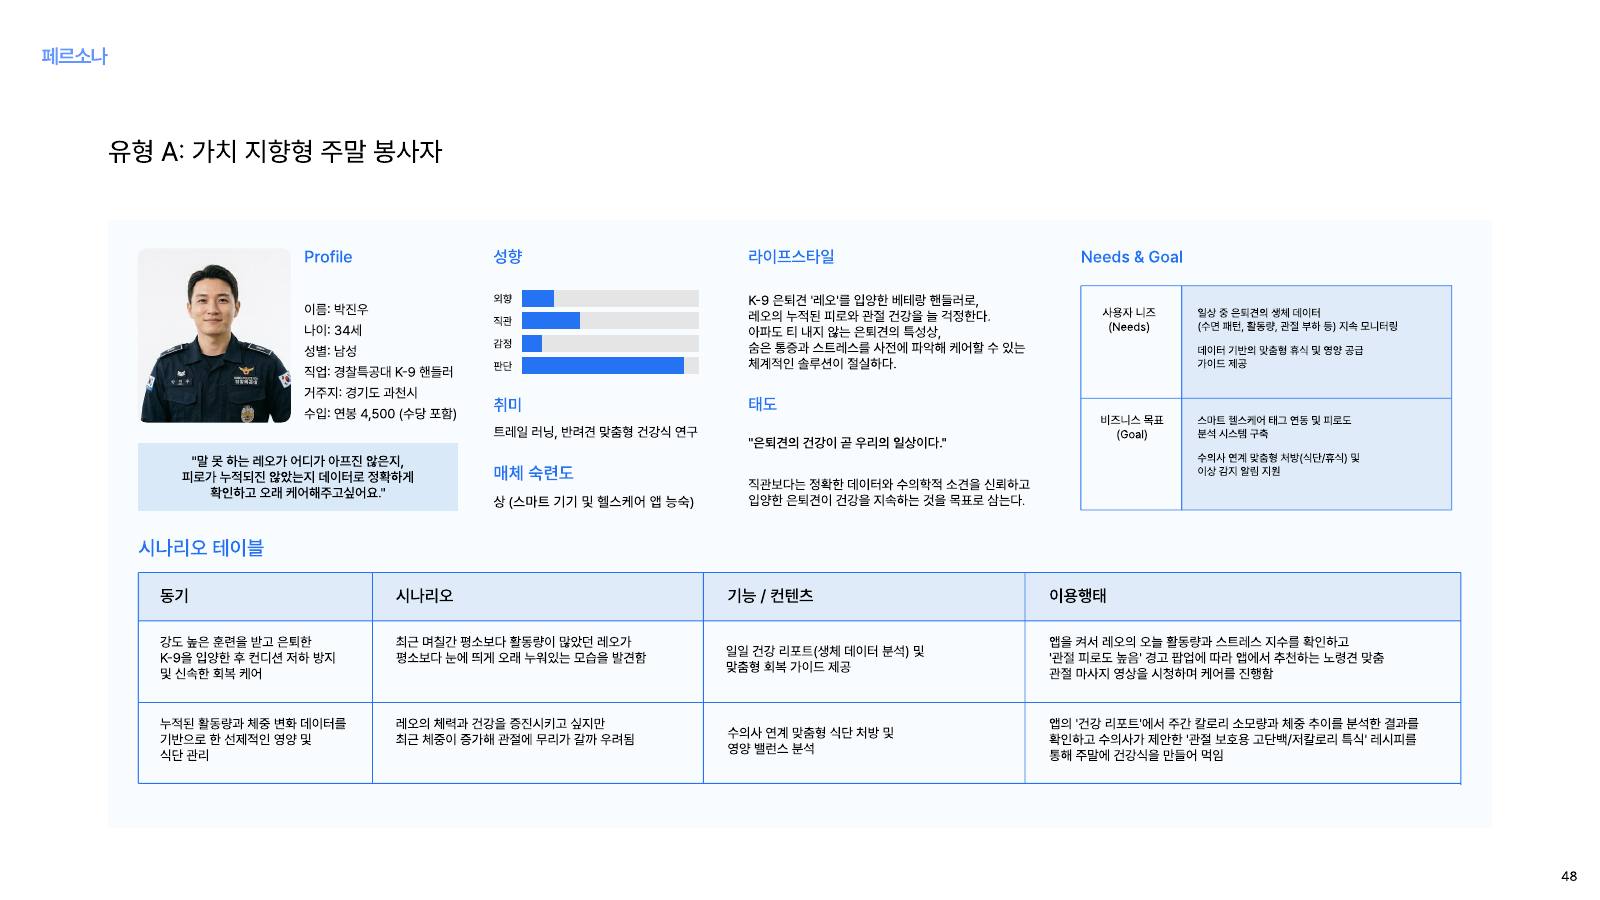 페르소나
유형 A: 가치 지향형 주말 봉사자
Profile
이름: 박진우
나이: 34세
성별: 남성
직업: 경찰특공대 K-9 핸들러
거주지: 경기도 과천시
수입: 연봉 4,500 (수당 포함)
"말 못 하는 레오가 어디가 아프진 않은지,
피로가 누적되진 않았는지 데이터로 정확하게
확인하고 오래 케어해주고싶어요."
성향
외향
직관
감정
판단
취미
트레일 러닝, 반려견 맞춤형 건강식 연구
매체 숙련도
상 (스마트 기기 및 헬스케어 앱 능숙)
라이프스타일
K-9 은퇴견 '레오'를 입양한 베테랑 핸들러로,
레오의 누적된 피로와 관절 건강을 늘 걱정한다.
아파도 티 내지 않는 은퇴견의 특성상,
숨은 통증과 스트레스를 사전에 파악해 케어할 수 있는
체계적인 솔루션이 절실하다.
태도
"은퇴견의 건강이 곧 우리의 일상이다."
직관보다는 정확한 데이터와 수의학적 소견을 신뢰하고
입양한 은퇴견이 건강을 지속하는 것을 목표로 삼는다.
Needs & Goal
사용자 니즈
(Needs)
일상 중 은퇴견의 생체 데이터
(수면 패턴, 활동량, 관절 부하 등) 지속 모니터링
데이터 기반의 맞춤형 휴식 및 영양 공급
가이드 제공
비즈니스 목표
(Goal)
스마트 헬스케어 태그 연동 및 피로도
분석 시스템 구축
수의사 연계 맞춤형 처방(식단/휴식) 및
이상 감지 알림 지원
시나리오 테이블
동기
시나리오
기능 / 컨텐츠
이용행태
강도 높은 훈련을 받고 은퇴한
K-9을 입양한 후 컨디션 저하 방지
및 신속한 회복 케어
최근 며칠간 평소보다 활동량이 많았던 레오가
평소보다 눈에 띄게 오래 누워있는 모습을 발견함
일일 건강 리포트(생체 데이터 분석) 및
맞춤형 회복 가이드 제공
앱을 켜서 레오의 오늘 활동량과 스트레스 지수를 확인하고
'관절 피로도 높음' 경고 팝업에 따라 앱에서 추천하는 노령견 맞춤
관절 마사지 영상을 시청하며 케어를 진행함
누적된 활동량과 체중 변화 데이터를
기반으로 한 선제적인 영양 및
식단 관리
레오의 체력과 건강을 증진시키고 싶지만
최근 체중이 증가해 관절에 무리가 갈까 우려됨
수의사 연계 맞춤형 식단 처방 및
영양 밸런스 분석
앱의 '건강 리포트'에서 주간 칼로리 소모량과 체중 추이를 분석한 결과를
확인하고 수의사가 제안한 '관절 보호용 고단백/저칼로리 특식' 레시피를
통해 주말에 건강식을 만들어 먹임
48